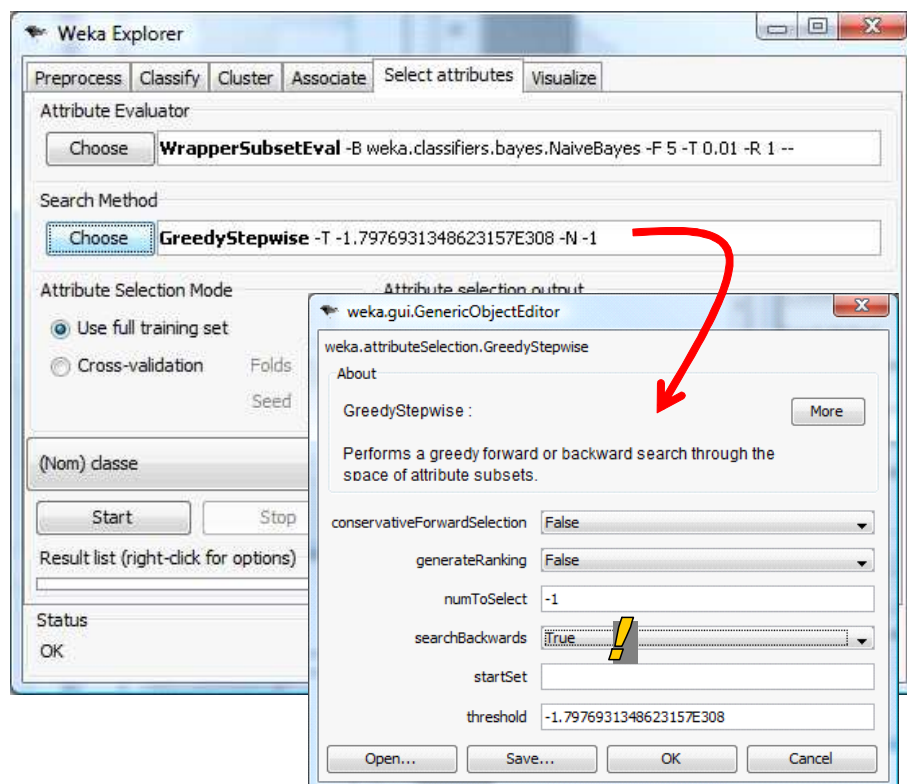 Weka Explorer
Preprocess Classify Cluster Associate Select attributes Visualize
Attribute Evaluator
Choose WrapperSubsetEval -B weka.classifiers.bayes.NaiveBayes -F 5 -T 0.01 -R 1 --
Search Method
Choose GreedyStepwise -T -1.7976931348623157E308 -N -1
Attribute Selection Mode
Use full training set
Cross-validation Folds
Seed
(Nom) classe
Start Stop
Result list (right-click for options)
Status
OK
Attribute selection output
weka.gui.GenericObjectEditor
weka.attributeSelection.GreedyStepwise
About
GreedyStepwise :
More
Performs a greedy forward or backward search through the
space of attribute subsets.
conservativeForwardSelection False
generateRanking False
numToSelect -1
searchBackwards True
startSet
threshold -1.7976931348623157E308
Open... Save... OK Cancel